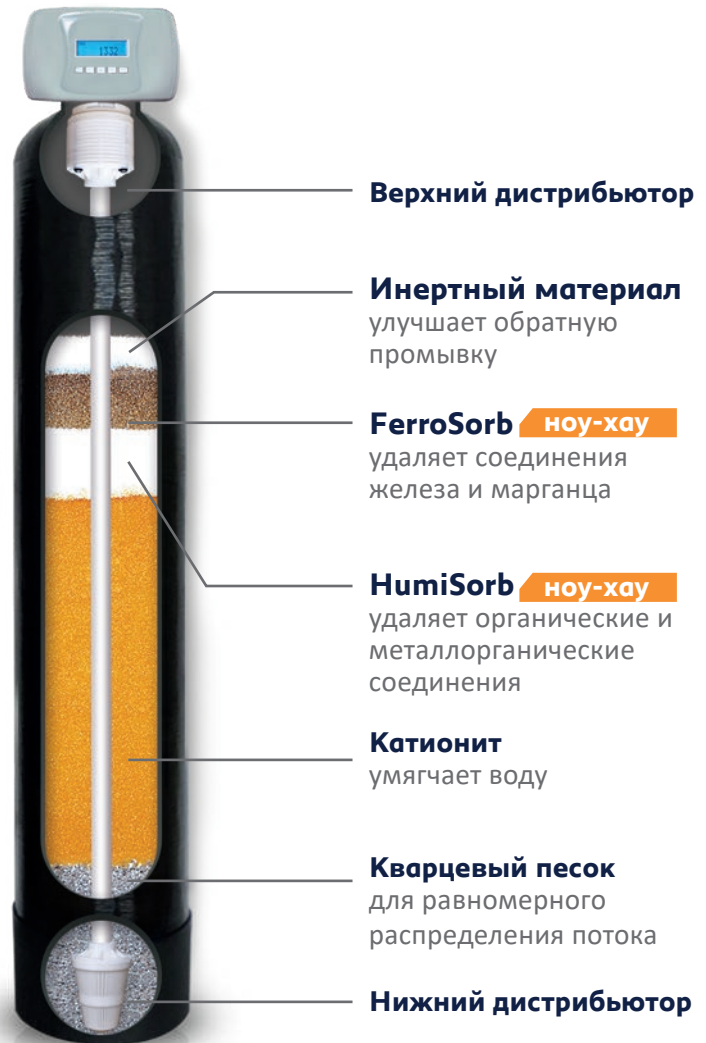 1332
Верхний дистрибьютор
Инертный материал
улучшает обратную
промывку
FerroSorb ноу-хау
удаляет соединения
железа и марганца
HumiSorb ноу-хау
удаляет органические и
металлорганические
соединения
Катионит
умягчает воду
Кварцевый песок
для равномерного
распределения потока
Нижний дистрибьютор